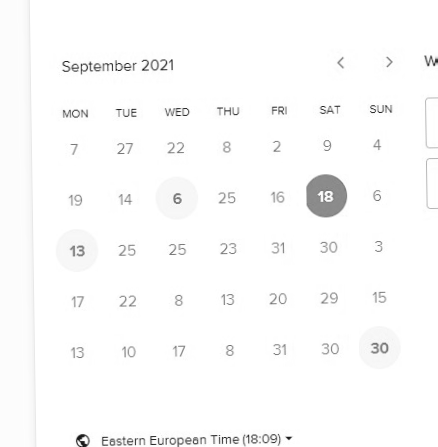 September 2021 < >
MON TUE WED THU FRI SAT SUN
7 27 22 8 2 9 4
19 14 6 25 16 18 6
13 25 25 23 31 30 3
17 22 8 13 20 29 15
13 10 17 8 31 30 30
Eastern European Time (18:09)